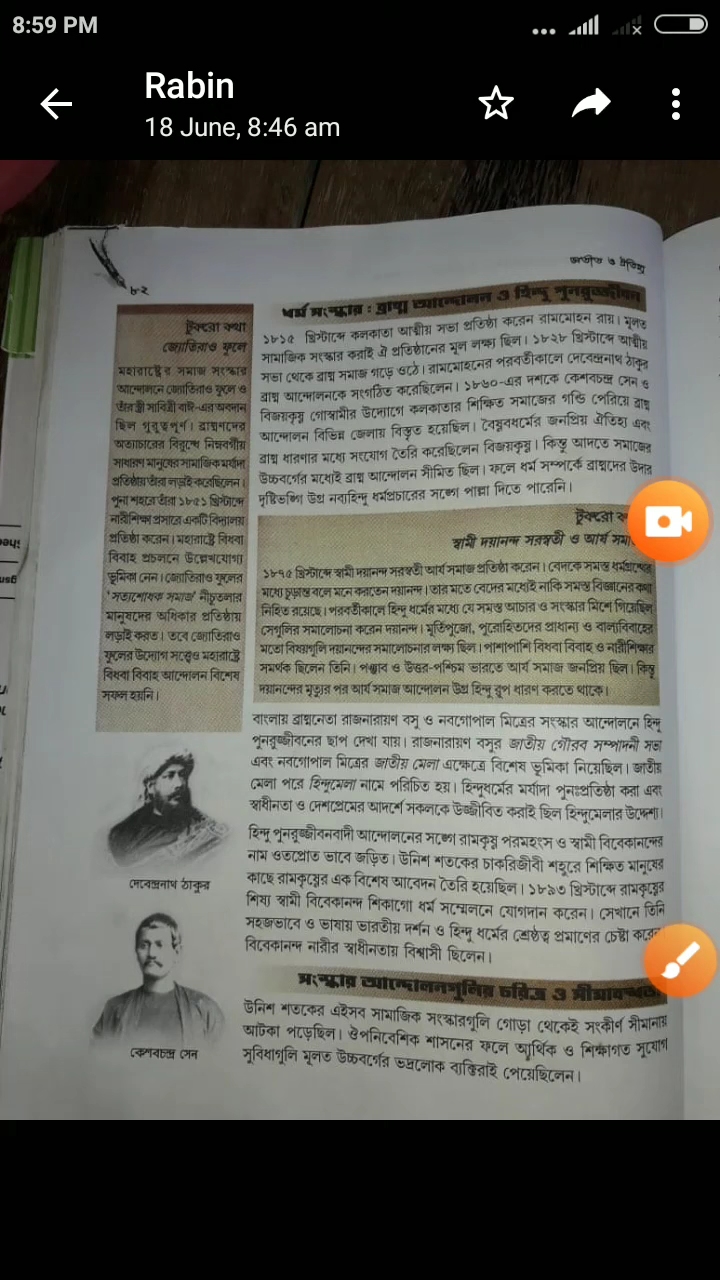 8:59 PM
Rabin
18 June, 8:46 am
অতীত ও ঐতিহ্য
৮২
ধর্ম সংস্কার : ব্রাহ্ম আন্দোলন ও হিন্দু পুনরুজ্জীবন
১৮১৫ খ্রিস্টাব্দে কলকাতা আত্মীয় সভা প্রতিষ্ঠা করেন রামমোহন রায়। মূলত
সামাজিক সংস্কার করাই ঐ প্রতিষ্ঠানের মূল লক্ষ্য ছিল। ১৮২৮ খ্রিস্টাব্দে আত্মীয়
সভা থেকে ব্রাহ্ম সমাজ গড়ে ওঠে। রামমোহনের পরবর্তীকালে দেবেন্দ্রনাথ ঠাকুর
ব্রাহ্ম আন্দোলনকে সংগঠিত করেছিলেন। ১৮৬০-এর দশকে কেশবচন্দ্র সেন ও
বিজয়কৃষ্ণ গোস্বামীর উদ্যোগে কলকাতার শিক্ষিত সমাজের গন্ডি পেরিয়ে ব্রাহ্ম
আন্দোলন বিভিন্ন জেলায় বিস্তৃত হয়েছিল। বৈষ্ণবধর্মের জনপ্রিয় ঐতিহ্য এবং
ব্রাহ্ম ধারণার মধ্যে সংযোগ তৈরি করেছিলেন বিজয়কৃষ্ণ। কিন্তু আদতে সমাজের
উচ্চবর্গের মধ্যেই ব্রাহ্ম আন্দোলন সীমিত ছিল। ফলে ধর্ম সম্পর্কে ব্রাহ্মদের উদার
দৃষ্টিভঙ্গি উগ্র নব্যহিন্দু ধর্মপ্রচারের সঙ্গে পাল্লা দিতে পারেনি।
টুকরো কথা
জ্যোতিরাও ফুলে
মহারাষ্ট্রের সমাজ সংস্কার
আন্দোলনে জ্যোতিরাও ফুলে ও
তাঁর স্ত্রী সাবিত্রী বাঈ-এর অবদান
ছিল গুরুত্বপূর্ণ। ব্রাহ্মণদের
অত্যাচারের বিরুদ্ধে নিম্নবর্গীয়
সাধারণ মানুষের সামাজিক মর্যাদা
প্রতিষ্ঠায় তাঁরা লড়াই করেছিলেন।
পুনা শহরে তাঁরা ১৮৫১ খ্রিস্টাব্দে
নারীশিক্ষা প্রসারে একটি বিদ্যালয়
প্রতিষ্ঠা করেন। মহারাষ্ট্রে বিধবা
বিবাহ প্রচলনে উল্লেখযোগ্য
ভূমিকা নেন। জ্যোতিরাও ফুলের
'সত্যশোধক সমাজ' নীচুতলার
মানুষদের অধিকার প্রতিষ্ঠায়
লড়াই করত। তবে জ্যোতিরাও
ফুলের উদ্যোগ সত্ত্বেও মহারাষ্ট্রে
বিধবা বিবাহ আন্দোলন বিশেষ
সফল হয়নি।
টুকরো
স্বামী দয়ানন্দ সরস্বতী ও আর্য
১৮৭৫ খ্রিস্টাব্দে স্বামী দয়ানন্দ সরস্বতী আর্য সমাজ প্রতিষ্ঠা করেন। বেদকে সমস্ত ধর্মগ্রন্থের
মধ্যে চূড়ান্ত বলে মনে করতেন দয়ানন্দ। তার মতে বেদের মধ্যেই নাকি সমস্ত বিজ্ঞানের কথা
নিহিত রয়েছে। পরবর্তীকালে হিন্দু ধর্মের মধ্যে যে সমস্ত আচার ও সংস্কার মিশে গিয়েছিল
সেগুলির সমালোচনা করেন দয়ানন্দ। মূর্তিপুজো, পুরোহিতদের প্রাধান্য ও বাল্যবিবাহের
মতো বিষয়গুলি দয়ানন্দের সমালোচনার লক্ষ্য ছিল। পাশাপাশি বিধবা বিবাহ ও নারীশিক্ষার
সমর্থক ছিলেন তিনি। পঞ্জাব ও উত্তর-পশ্চিম ভারতে আর্য সমাজ জনপ্রিয় ছিল। কিন্তু
দয়ানন্দের মৃত্যুর পর আর্য সমাজ আন্দোলন উগ্র হিন্দু রূপ ধারণ করতে থাকে।
বাংলায় ব্রাহ্মনেতা রাজনারায়ণ বসু ও নবগোপাল মিত্রের সংস্কার আন্দোলনে হিন্দু
পুনরুজ্জীবনের ছাপ দেখা যায়। রাজনারায়ণ বসুর জাতীয় গৌরব সম্পাদনী সভা
এবং নবগোপাল মিত্রের জাতীয় মেলা এক্ষেত্রে বিশেষ ভূমিকা নিয়েছিল। জাতীয়
মেলা পরে হিন্দুমেলা নামে পরিচিত হয়। হিন্দুধর্মের মর্যাদা পুনঃপ্রতিষ্ঠা করা এবং
স্বাধীনতা ও দেশপ্রেমের আদর্শে সকলকে উজ্জীবিত করাই ছিল হিন্দুমেলার উদ্দেশ্য।
হিন্দু পুনরুজ্জীবনবাদী আন্দোলনের সঙ্গে রামকৃষ্ণ পরমহংস ও স্বামী বিবেকানন্দের
নাম ওতপ্রোত ভাবে জড়িত। উনিশ শতকের চাকরিজীবী শহুরে শিক্ষিত মানুষের
কাছে রামকৃষ্ণের এক বিশেষ আবেদন তৈরি হয়েছিল। ১৮৯৩ খ্রিস্টাব্দে রামকৃষ্ণের
শিষ্য স্বামী বিবেকানন্দ শিকাগো ধর্ম সম্মেলনে যোগদান করেন। সেখানে তিনি
সহজভাবে ও ভাষায় ভারতীয় দর্শন ও হিন্দু ধর্মের শ্রেষ্ঠত্ব প্রমাণের চেষ্টা করেন
বিবেকানন্দ নারীর স্বাধীনতায় বিশ্বাসী ছিলেন।
দেবেন্দ্রনাথ ঠাকুর
কেশবচন্দ্র সেন
সংস্কার আন্দোলনগুলির চরিত্র ও সীমাবদ্ধতা
উনিশ শতকের এইসব সামাজিক সংস্কারগুলি গোড়া থেকেই সংকীর্ণ সীমানায়
আটকা পড়েছিল। ঔপনিবেশিক শাসনের ফলে আর্থিক ও শিক্ষাগত সুযোগ
সুবিধাগুলি মূলত উচ্চবর্গের ভদ্রলোক ব্যক্তিরাই পেয়েছিলেন।